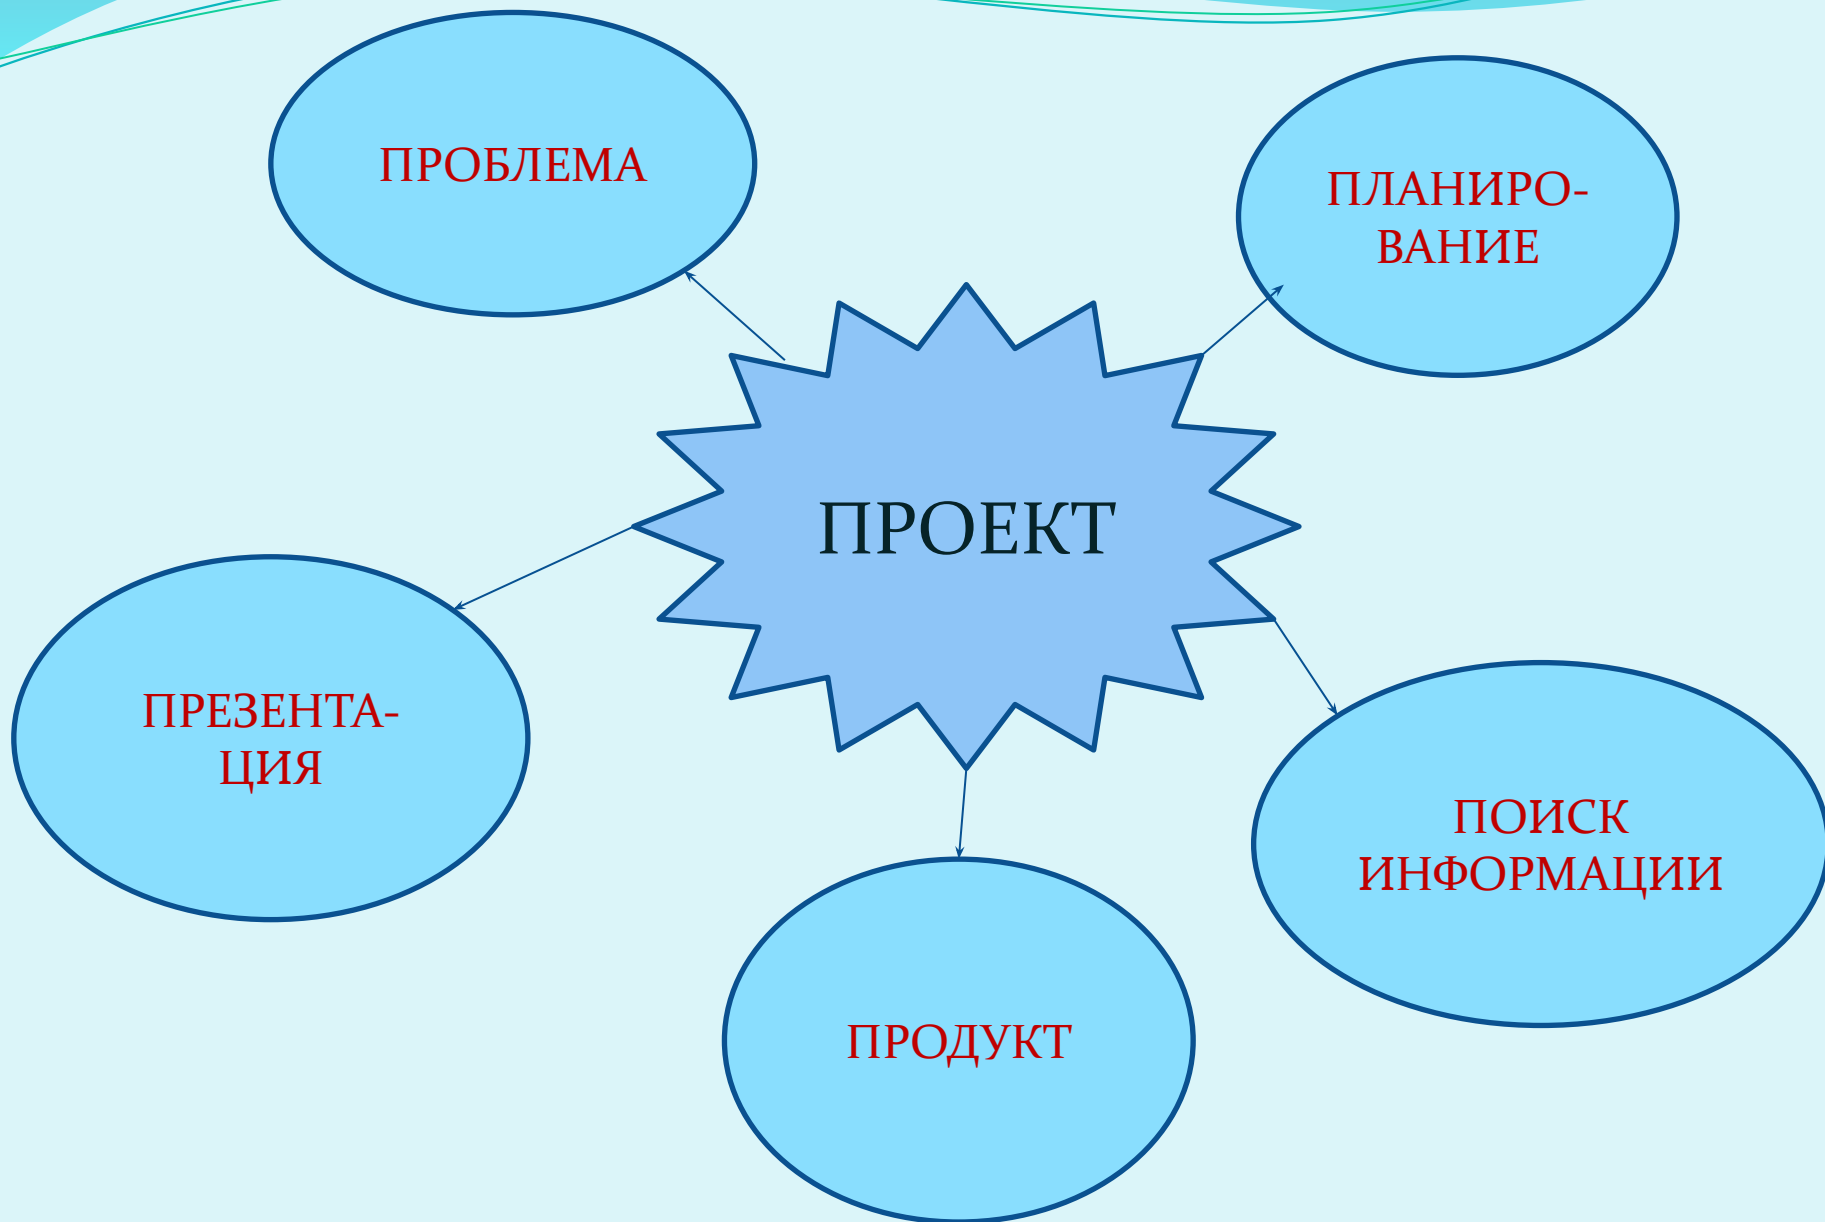 ПРОБЛЕМА
ПЛАНИРО-
ВАНИЕ
ПРОЕКТ
ПРЕЗЕНТА-
ЦИЯ
ПОИСК
ИНФОРМАЦИИ
ПРОДУКТ